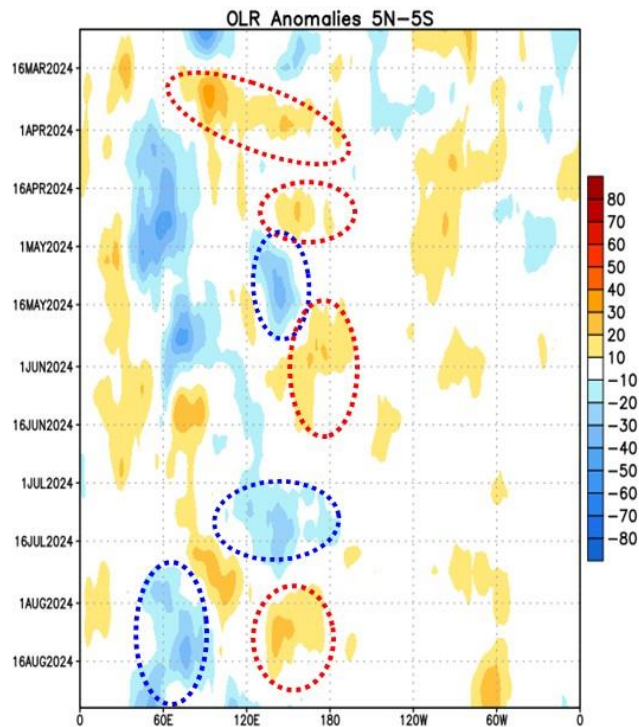 OLR Anomalies 5N−5S
16MAR2024
1APR2024
16APR2024
1MAY2024
16MAY2024
1JUN2024
16JUN2024
1JUL2024
16JUL2024
1AUG2024
16AUG2024
0 60E 120E 180 120W 60W 0
80
70
60
50
40
30
20
10
−10
−20
−30
−40
−50
−60
−70
−80